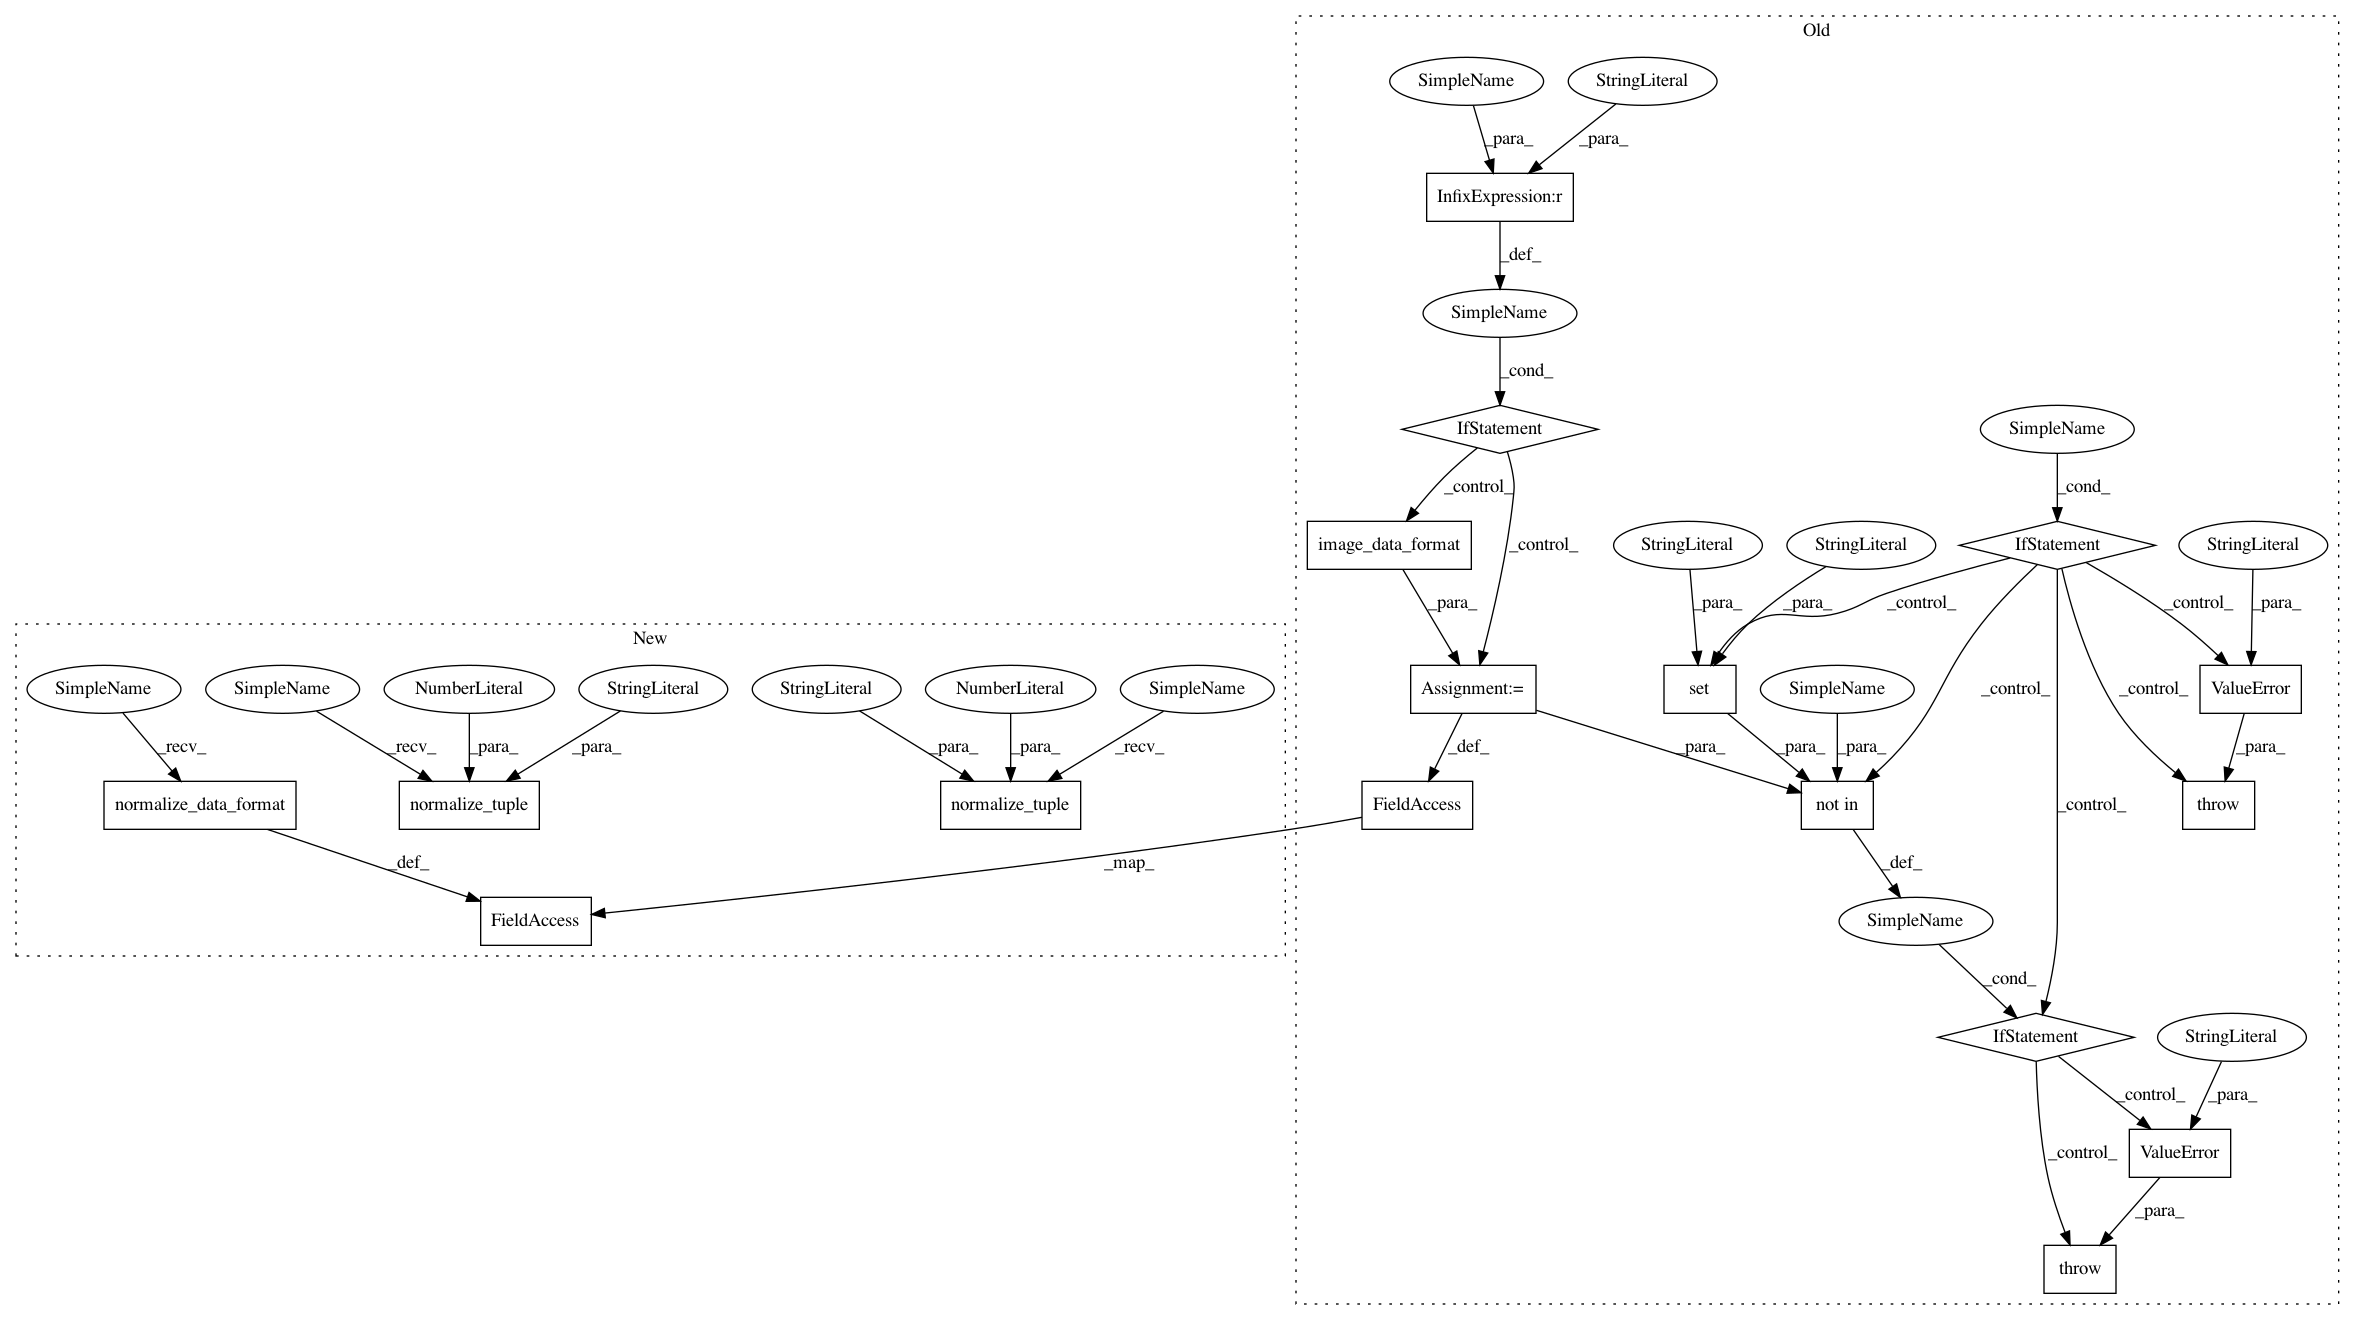 Old
SimpleName
StringLiteral
_para_
_para_
InfixExpression:r
_def_
SimpleName
_cond_
IfStatement
SimpleName
_control_
_cond_
image_data_format
_control_
StringLiteral
StringLiteral
IfStatement
StringLiteral
_para_
_para_
_para_
_control_
_control_
_para_
New
SimpleName
SimpleName
NumberLiteral
StringLiteral
StringLiteral
NumberLiteral
SimpleName
Assignment:=
set
SimpleName
_control_
_control_
ValueError
_recv_
_recv_
_para_
_para_
_para_
_para_
_recv_
_def_
_para_
_para_
_para_
_para_
normalize_data_format
normalize_tuple
normalize_tuple
FieldAccess
not in
_control_
throw
_def_
_map_
_def_
FieldAccess
SimpleName
_cond_
IfStatement
StringLiteral
_control_
_para_
_control_
ValueError
_para_
throw